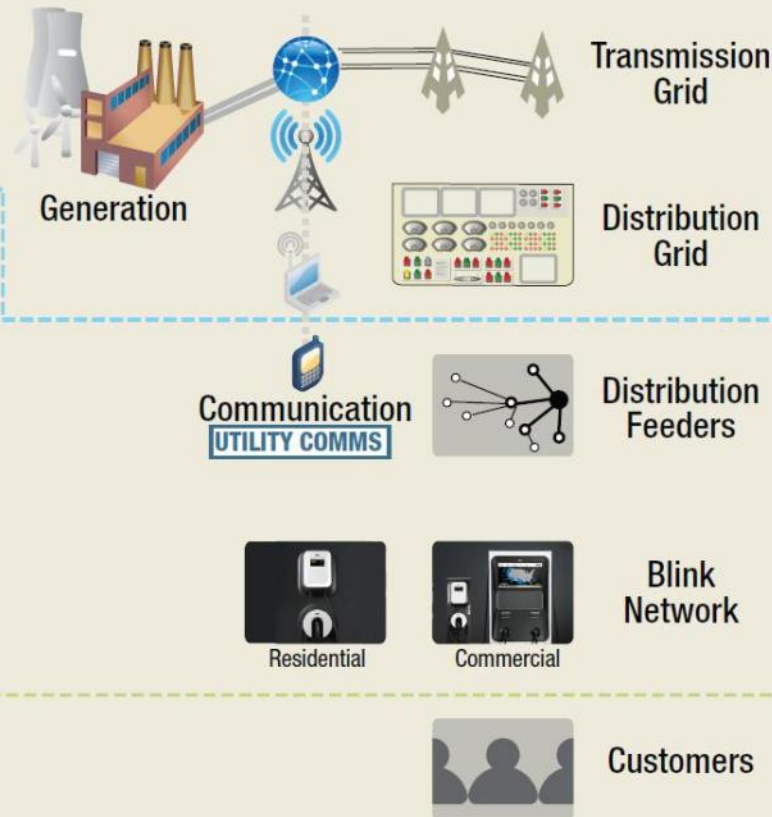 Transmission
Grid
Generation
Distribution
Grid
Communication
UTILITY COMMS
Distribution
Feeders
Blink
Network
Residential
Commercial
Customers